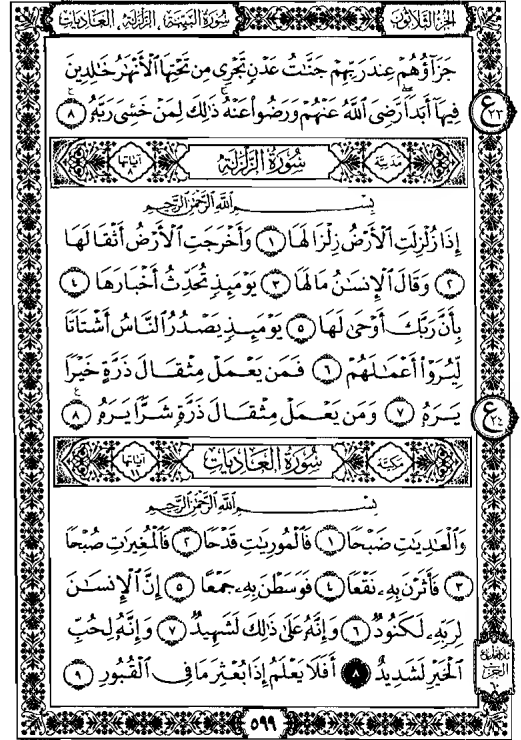 الجزء الثلاثون
سورة البينة، الزلزلة، العاديات
جَزَآؤُهُمْ عِندَ رَبِّهِمْ جَنَّٰتُ عَدْنٍ تَجْرِى مِن تَحْتِهَا ٱلْأَنْهَٰرُ خَٰلِدِينَ
فِيهَآ أَبَدًا رَّضِىَ ٱللَّهُ عَنْهُمْ وَرَضُوا۟ عَنْهُ ذَٰلِكَ لِمَنْ خَشِىَ رَبَّهُۥ ٨
ع ٢٣
مدنية سُورَةُ الزَّلْزَلَةِ آياتها ٨
بِسْمِ ٱللَّهِ ٱلرَّحْمَٰنِ ٱلرَّحِيمِ
إِذَا زُلْزِلَتِ ٱلْأَرْضُ زِلْزَالَهَا ١ وَأَخْرَجَتِ ٱلْأَرْضُ أَثْقَالَهَا
٢ وَقَالَ ٱلْإِنسَٰنُ مَا لَهَا ٣ يَوْمَئِذٍ تُحَدِّثُ أَخْبَارَهَا ٤
بِأَنَّ رَبَّكَ أَوْحَىٰ لَهَا ٥ يَوْمَئِذٍ يَصْدُرُ ٱلنَّاسُ أَشْتَاتًا
لِّيُرَوْا۟ أَعْمَٰلَهُمْ ٦ فَمَن يَعْمَلْ مِثْقَالَ ذَرَّةٍ خَيْرًا
يَرَهُۥ ٧ وَمَن يَعْمَلْ مِثْقَالَ ذَرَّةٍ شَرًّا يَرَهُۥ ٨
ع ٢٤
مكية سُورَةُ العَادِيَاتِ آياتها ١١
بِسْمِ ٱللَّهِ ٱلرَّحْمَٰنِ ٱلرَّحِيمِ
وَٱلْعَٰدِيَٰتِ ضَبْحًا ١ فَٱلْمُورِيَٰتِ قَدْحًا ٢ فَٱلْمُغِيرَٰتِ صُبْحًا
٣ فَأَثَرْنَ بِهِۦ نَقْعًا ٤ فَوَسَطْنَ بِهِۦ جَمْعًا ٥ إِنَّ ٱلْإِنسَٰنَ
لِرَبِّهِۦ لَكَنُودٌ ٦ وَإِنَّهُۥ عَلَىٰ ذَٰلِكَ لَشَهِيدٌ ٧ وَإِنَّهُۥ لِحُبِّ
ٱلْخَيْرِ لَشَدِيدٌ ٨ أَفَلَا يَعْلَمُ إِذَا بُعْثِرَ مَا فِى ٱلْقُبُورِ ٩
٥٩٩